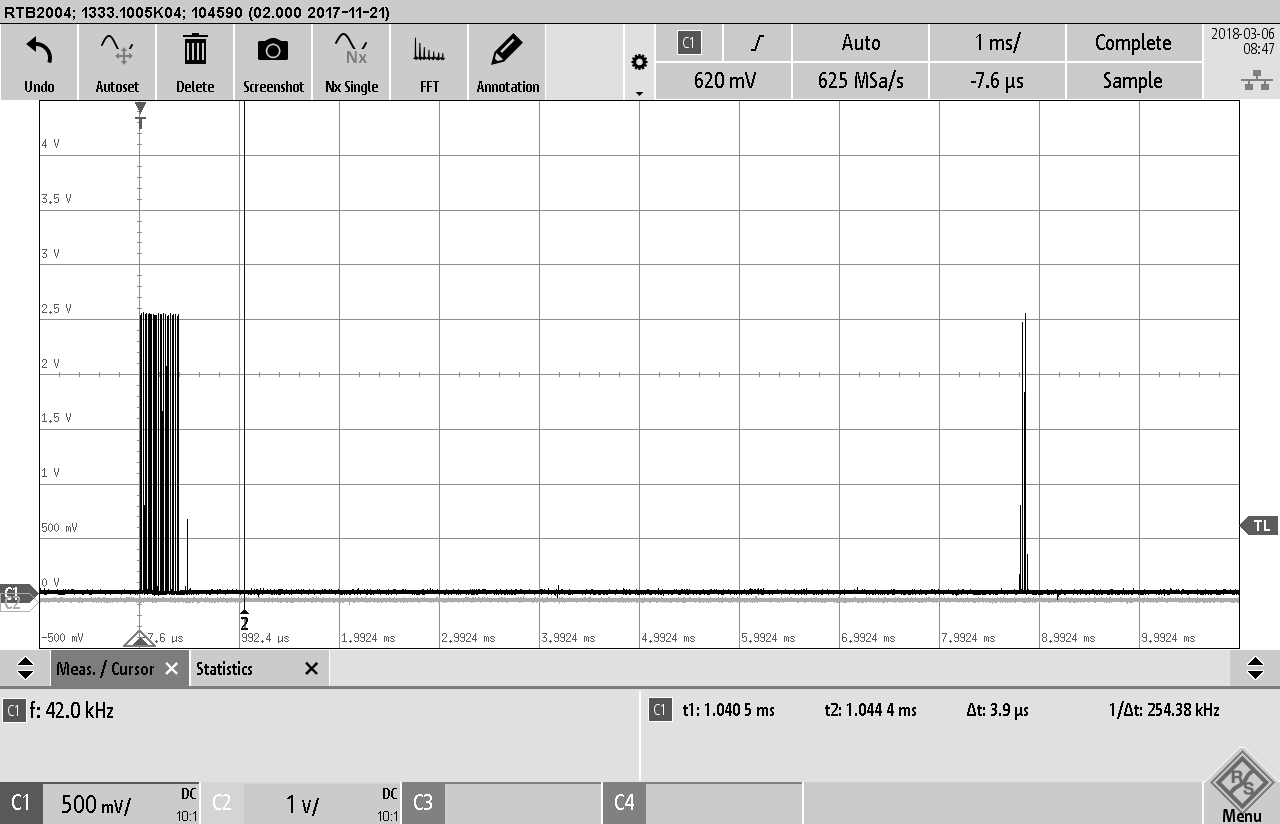 RTB2004; 1333.1005K04; 104590 (02.000 2017-11-21)
Undo
Autoset
Delete
Screenshot
Nx
Nx Single
FFT
Annotation
C1
Auto
1 ms/
Complete
2018-03-06
08:47
620 mV
625 MSa/s
-7.6 µs
Sample
T
4 V
3.5 V
3 V
2.5 V
2 V
1.5 V
1 V
500 mV
TL
0 V
C1
C2
2
-500 mV
7.6 µs
992.4 µs
1.9924 ms
2.9924 ms
3.9924 ms
4.9924 ms
5.9924 ms
6.9924 ms
7.9924 ms
8.9924 ms
9.9924 ms
Meas. / Cursor
Statistics
C1 f: 42.0 kHz
C1 t1: 1.040 5 ms t2: 1.044 4 ms Δt: 3.9 µs 1/Δt: 254.38 kHz
C1 500 mV/ DC 10:1
C2 1 V/ DC 10:1
C3
C4
R S
Menu